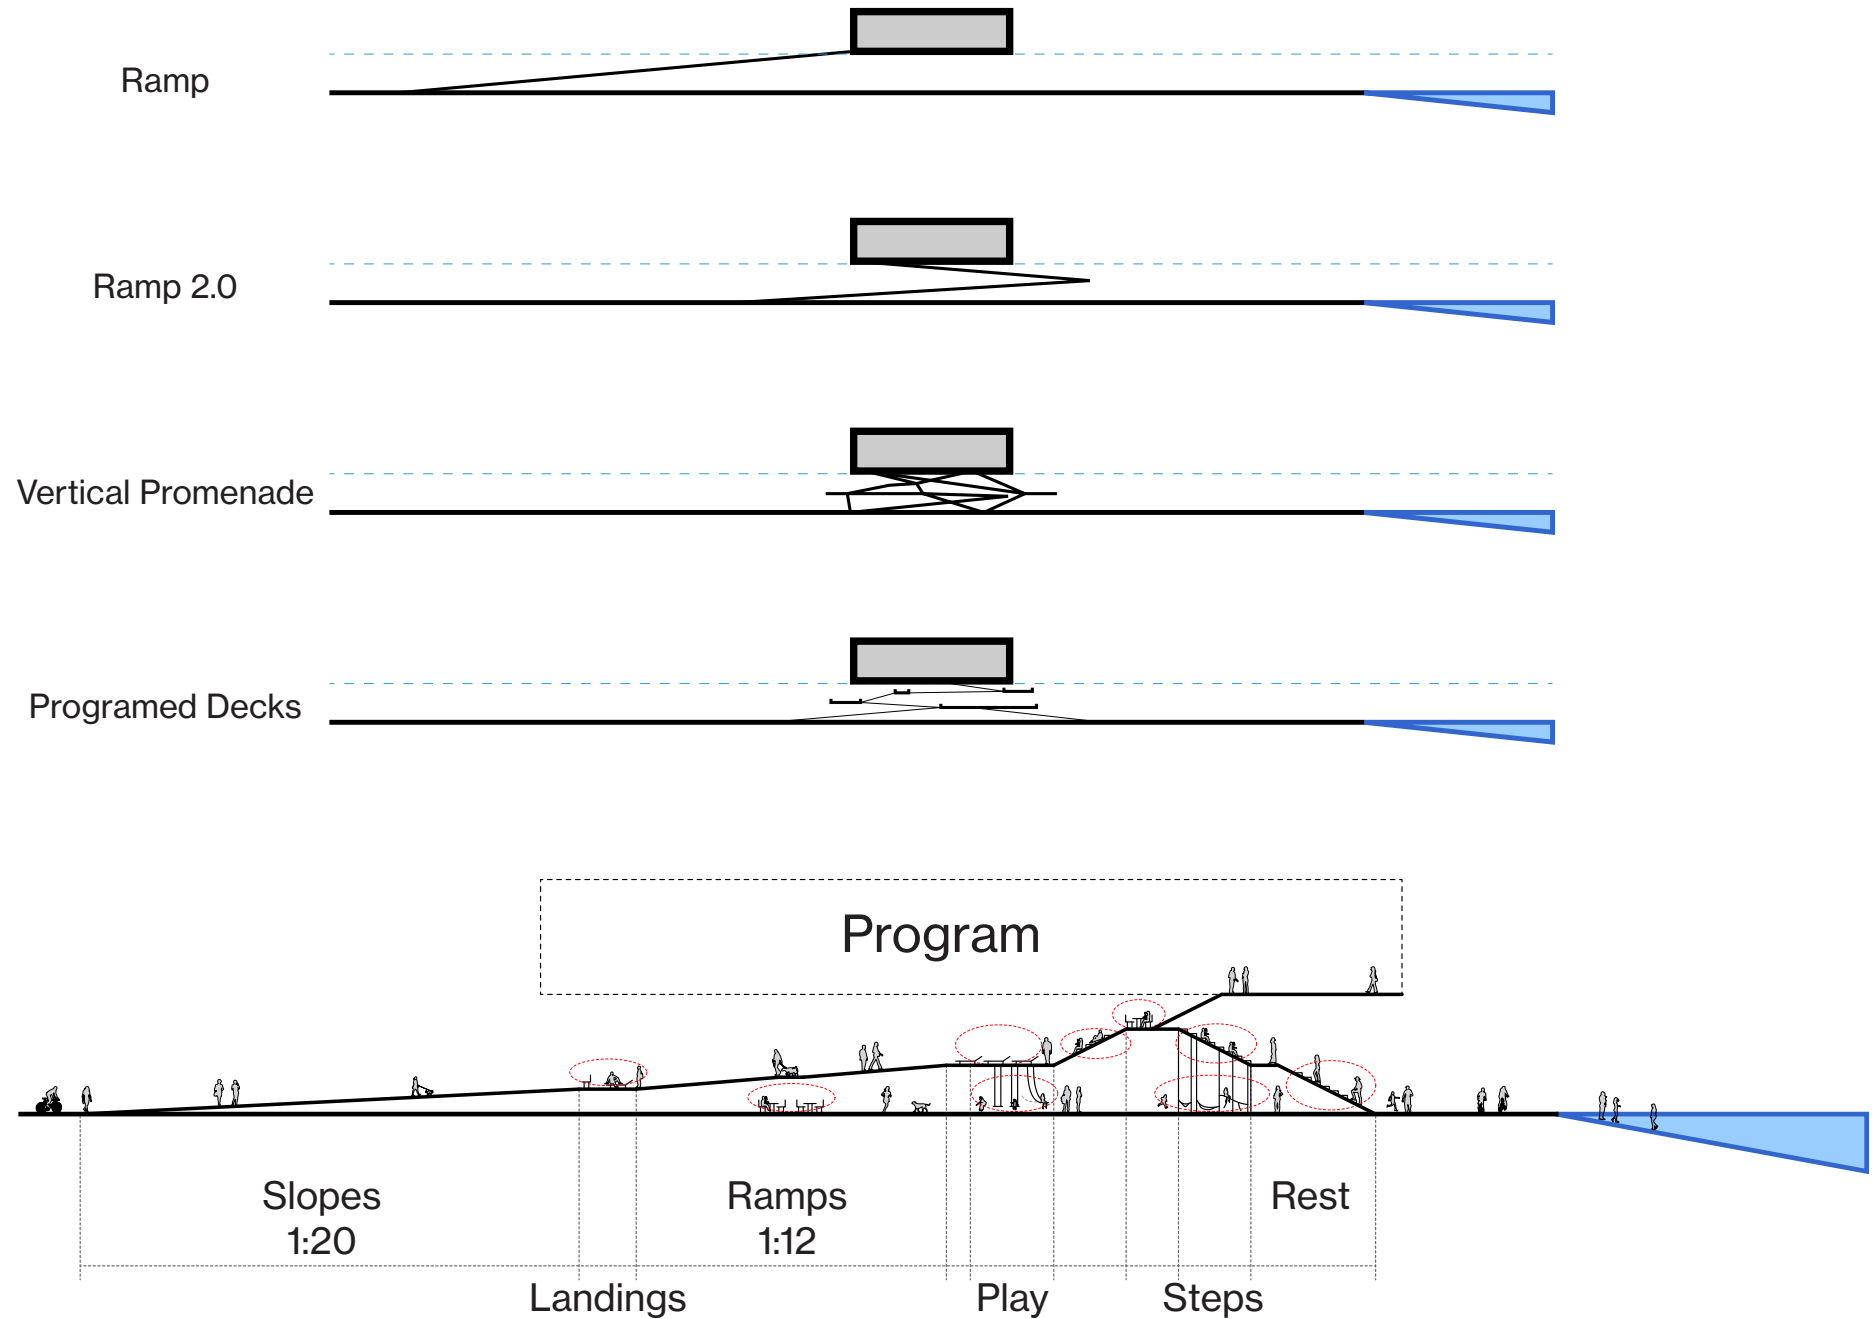 Ramp
Ramp 2.0
Vertical Promenade
Programed Decks
Program
Slopes
1:20
Ramps
1:12
Rest
Landings
Play
Steps